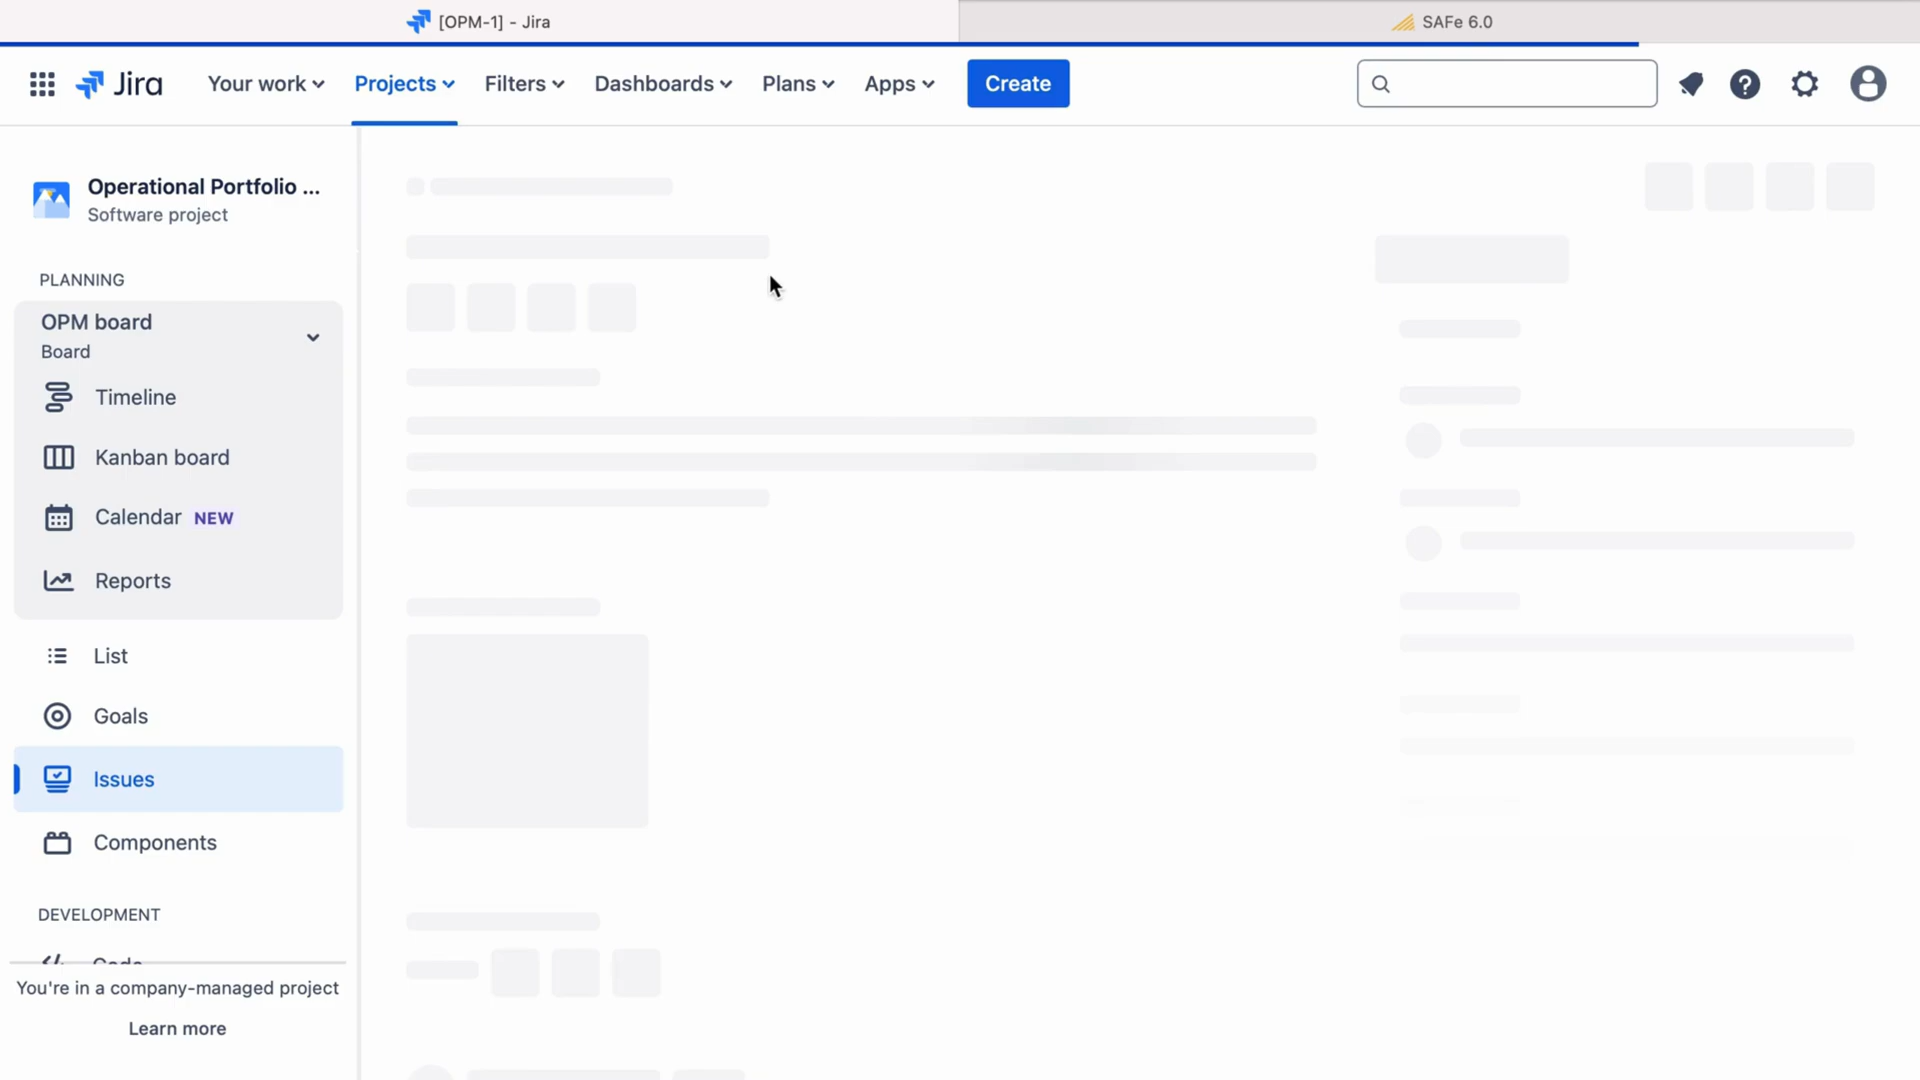 [OPM-1] - Jira
SAFe 6.0
Jira
Your work
Projects
Filters
Dashboards
Plans
Apps
Create
Operational Portfolio ...
Software project
PLANNING
OPM board
Board
Timeline
Kanban board
Calendar NEW
Reports
List
Goals
Issues
Components
DEVELOPMENT
Code
You're in a company-managed project
Learn more